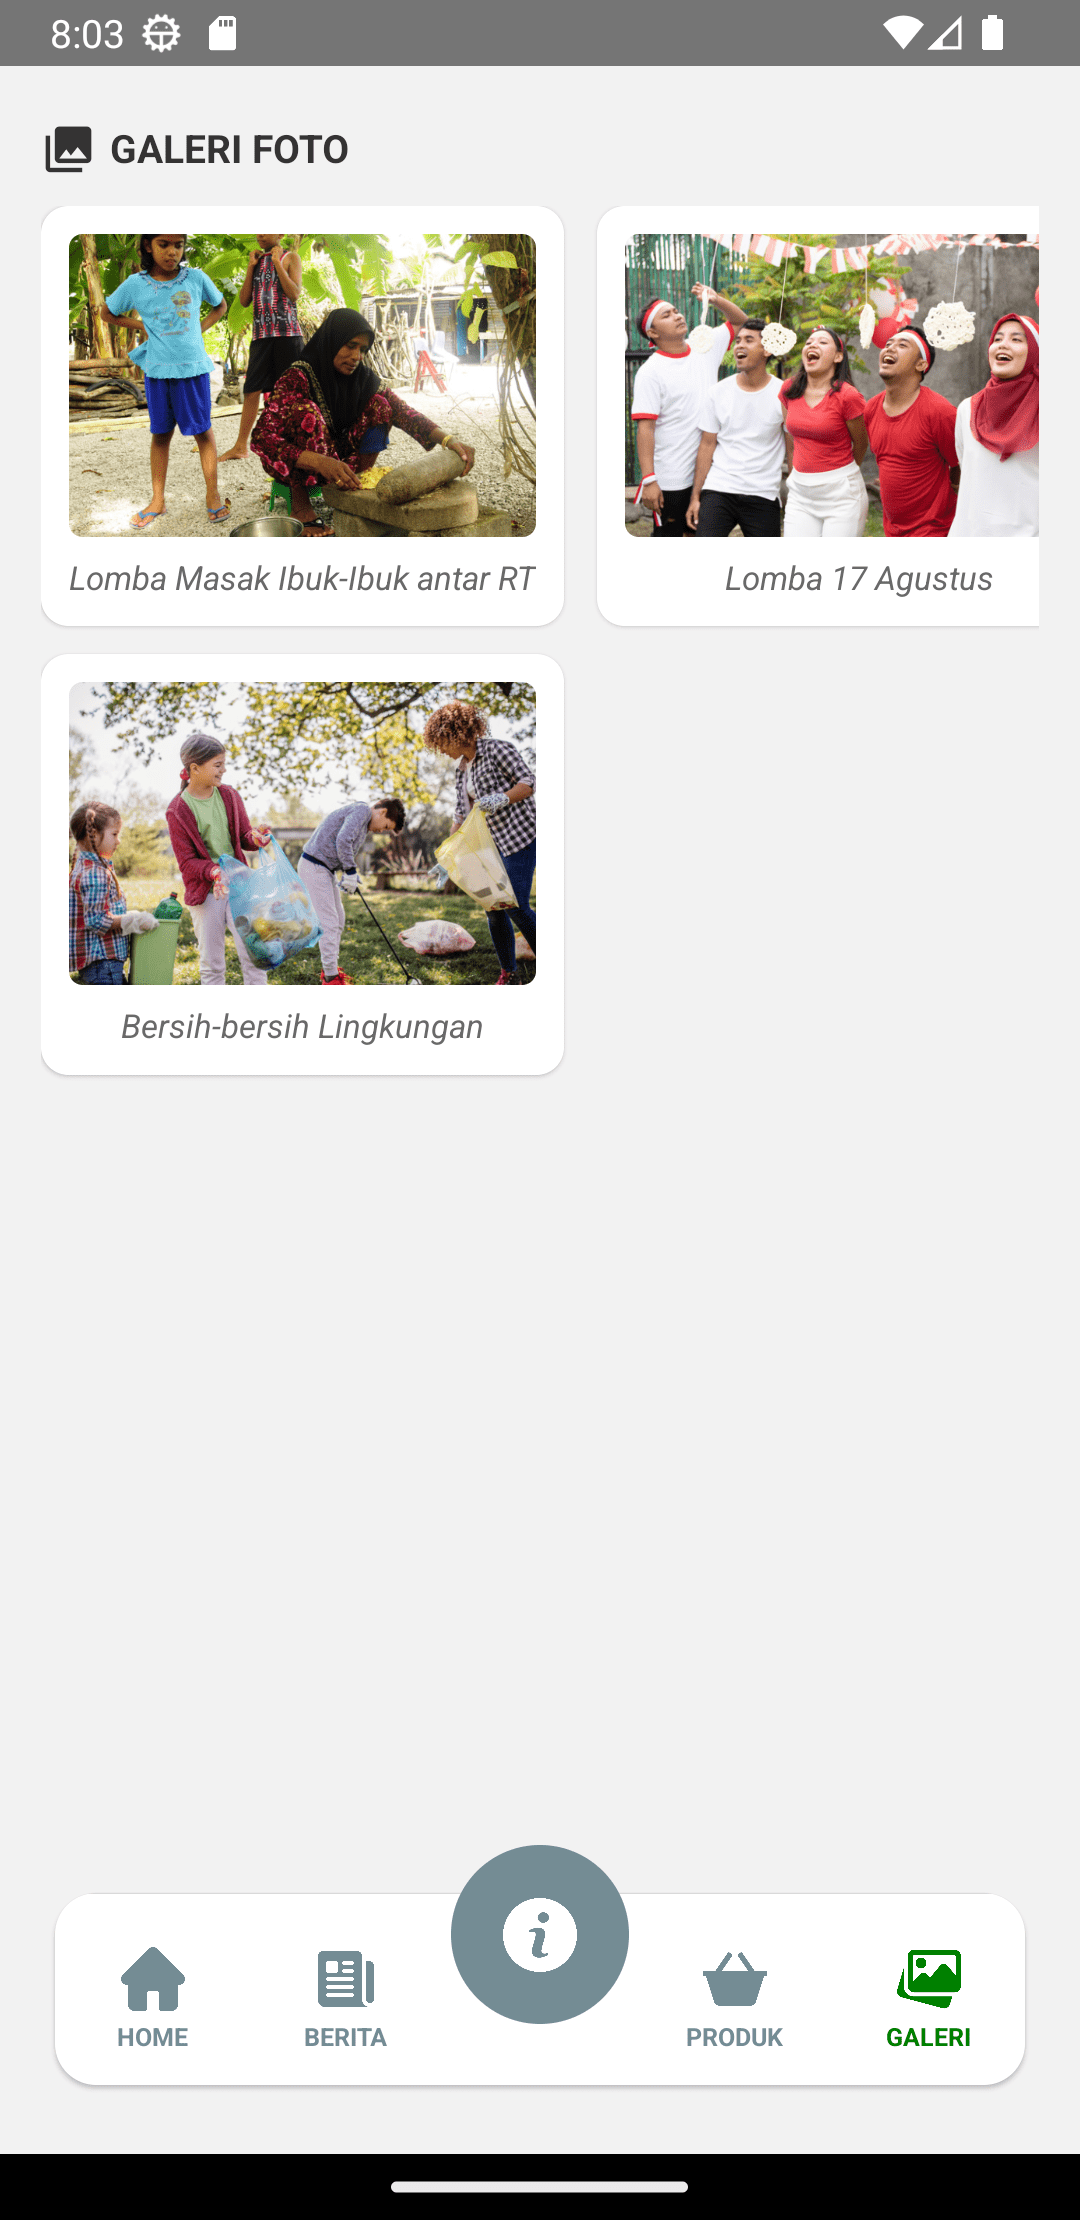 8:03
GALERI FOTO
Lomba Masak Ibuk-Ibuk antar RT
Lomba 17 Agustus
Bersih-bersih Lingkungan
HOME
BERITA
PRODUK
GALERI